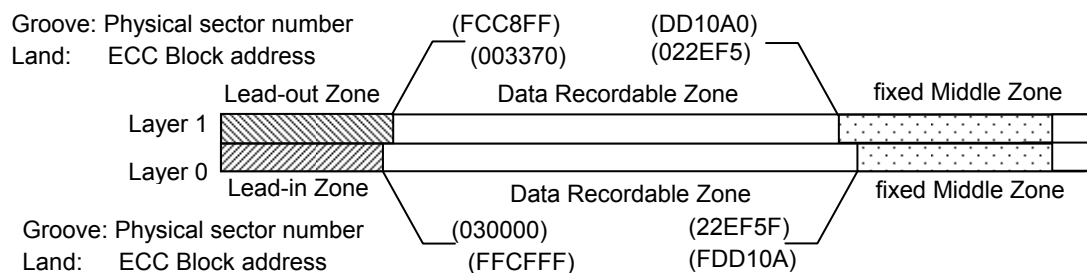 Groove: Physical sector number (FCC8FF) (DD10A0)
Land: ECC Block address (003370) (022EF5)
Lead-out Zone Data Recordable Zone fixed Middle Zone
Layer 1
Layer 0
Lead-in Zone Data Recordable Zone fixed Middle Zone
Groove: Physical sector number (030000) (22EF5F)
Land: ECC Block address (FFCFFF) (FDD10A)